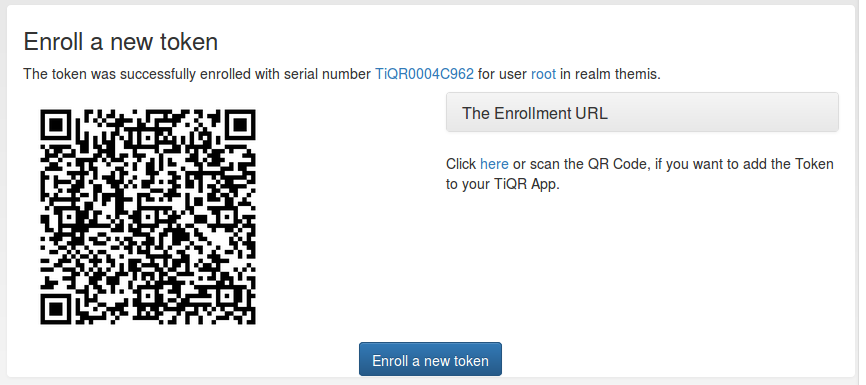 Enroll a new token
The token was successfully enrolled with serial number TiQR0004C962 for user root in realm themis.
The Enrollment URL
Click here or scan the QR Code, if you want to add the Token
to your TiQR App.
Enroll a new token